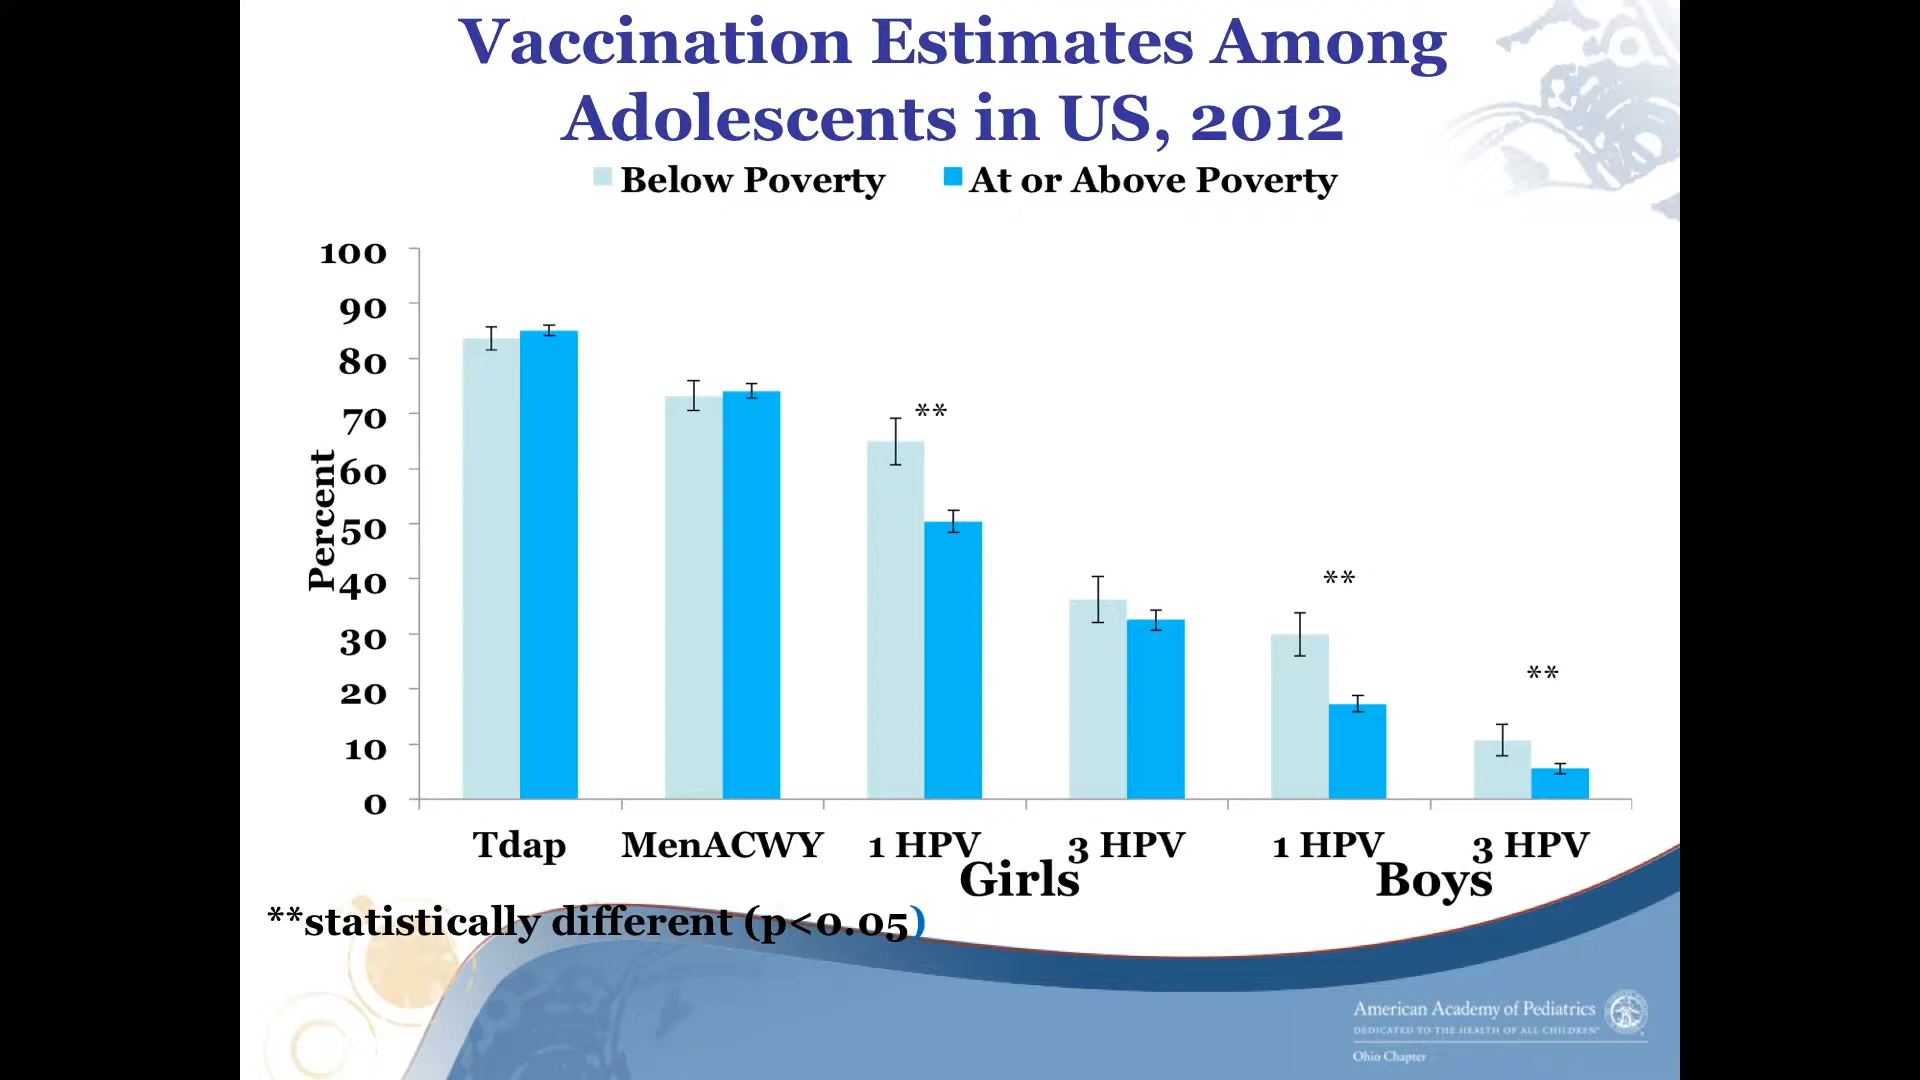 Vaccination Estimates Among
Adolescents in US, 2012
Below Poverty At or Above Poverty
100
90
80
70
60
50
40
30
20
10
0
Percent
**
**
**
Tdap MenACWY 1 HPV 3 HPV 1 HPV 3 HPV
Girls Boys
**statistically different (p<0.05)
American Academy of Pediatrics
DEDICATED TO THE HEALTH OF ALL CHILDREN™
Ohio Chapter